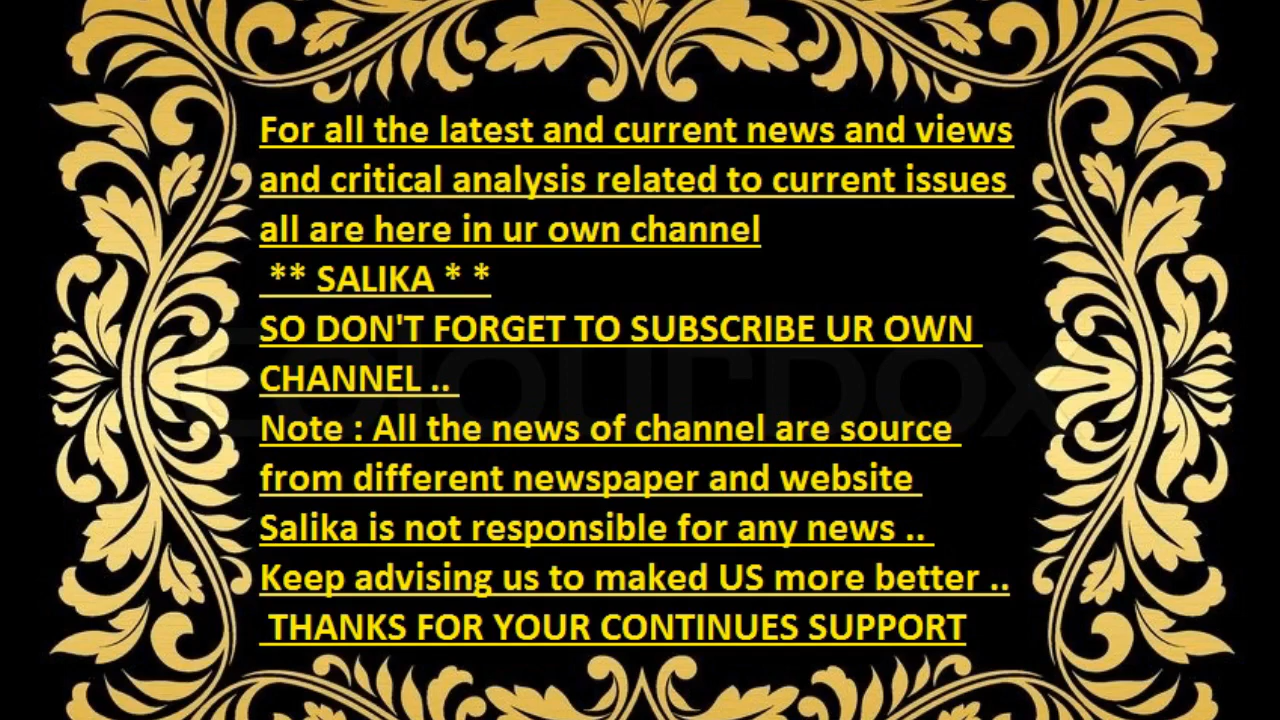 For all the latest and current news and views
and critical analysis related to current issues
all are here in ur own channel
** SALIKA * *
SO DON'T FORGET TO SUBSCRIBE UR OWN
CHANNEL ..
Note : All the news of channel are source
from different newspaper and website
Salika is not responsible for any news ..
Keep advising us to maked US more better ..
THANKS FOR YOUR CONTINUES SUPPORT